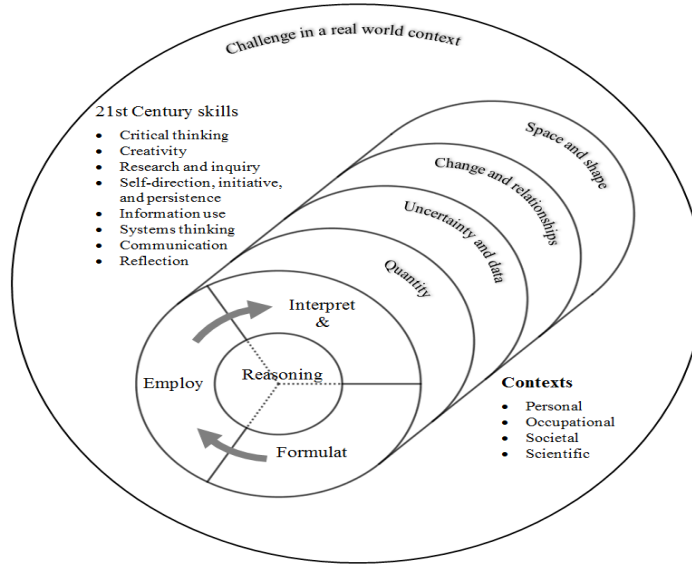 Challenge in a real world context
21st Century skills
• Critical thinking
• Creativity
• Research and inquiry
• Self-direction, initiative,
and persistence
• Information use
• Systems thinking
• Communication
• Reflection
Space and shape
Change and relationships
Uncertainty and data
Quantity
Interpret
&
Employ
Reasoning
Formulat
Contexts
• Personal
• Occupational
• Societal
• Scientific